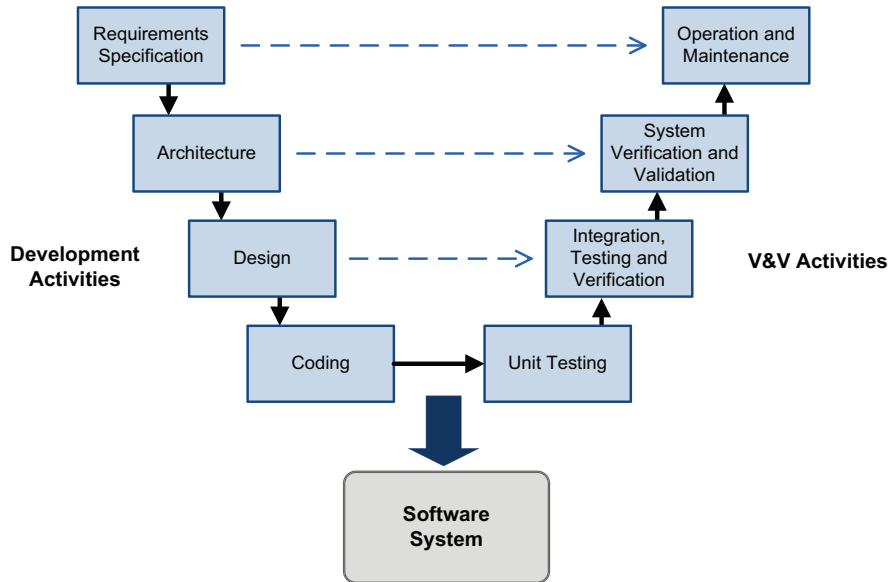 Requirements
Specification
Operation and
Maintenance
Architecture
System
Verification and
Validation
Development
Activities
Design
Integration,
Testing and
Verification
V&V Activities
Coding
Unit Testing
Software
System